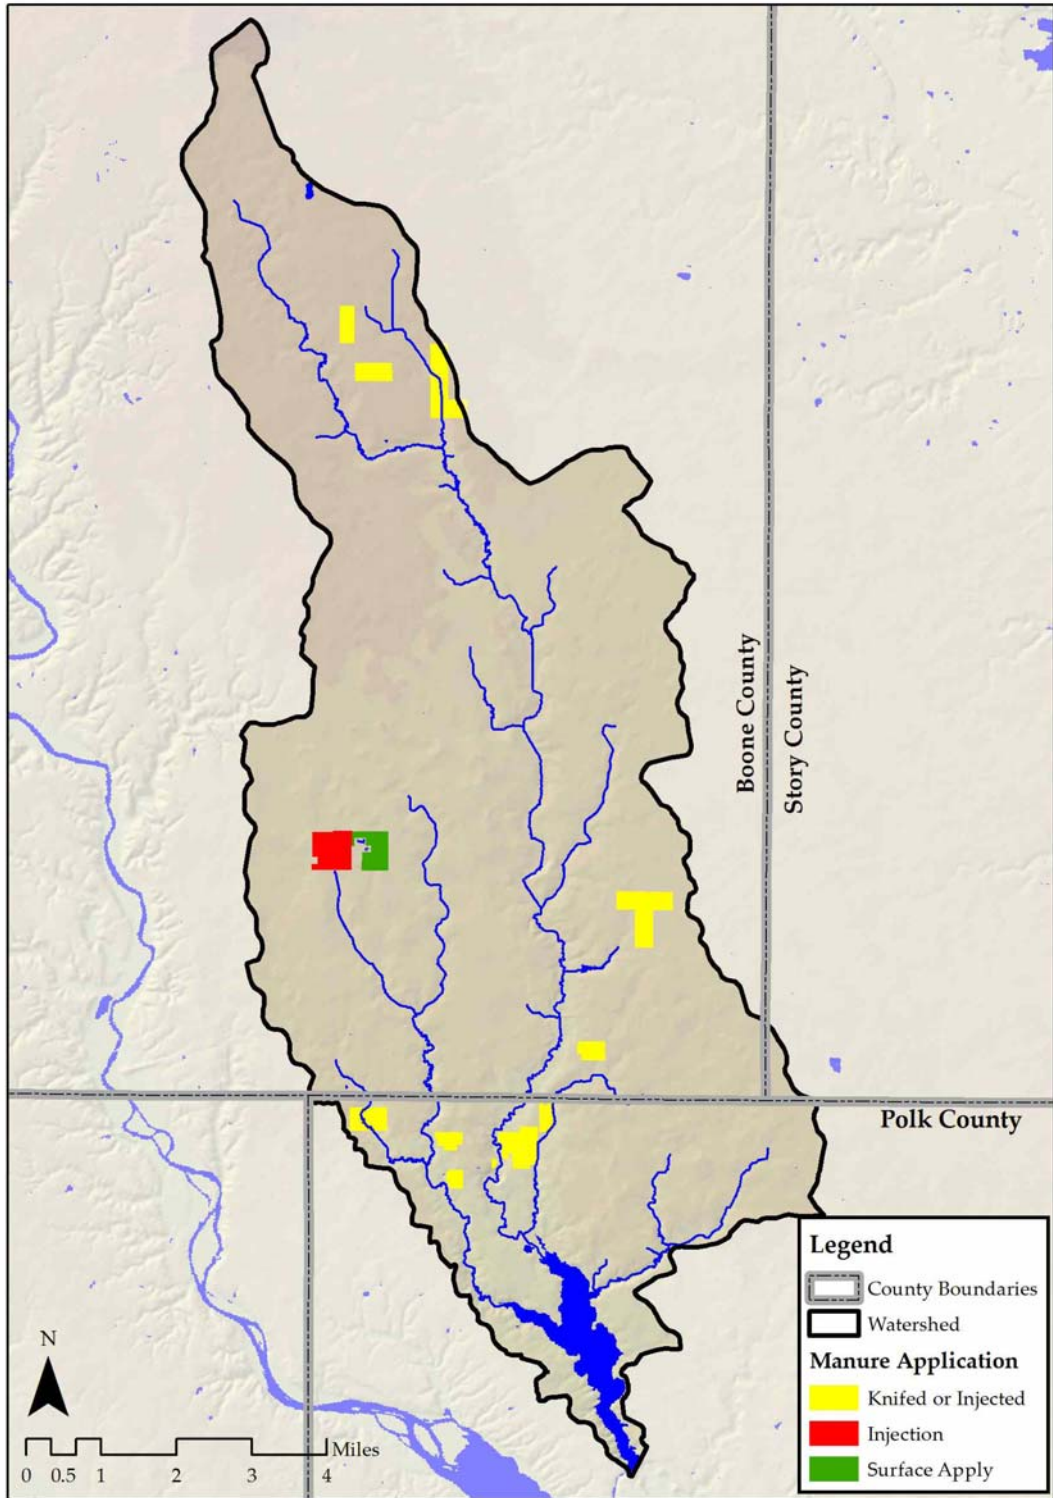 Boone County
Story County
Polk County
Legend
County Boundaries
Watershed
Manure Application
Knifed or Injected
Injection
Surface Apply
N
Miles
0 0.5 1 2 3 4